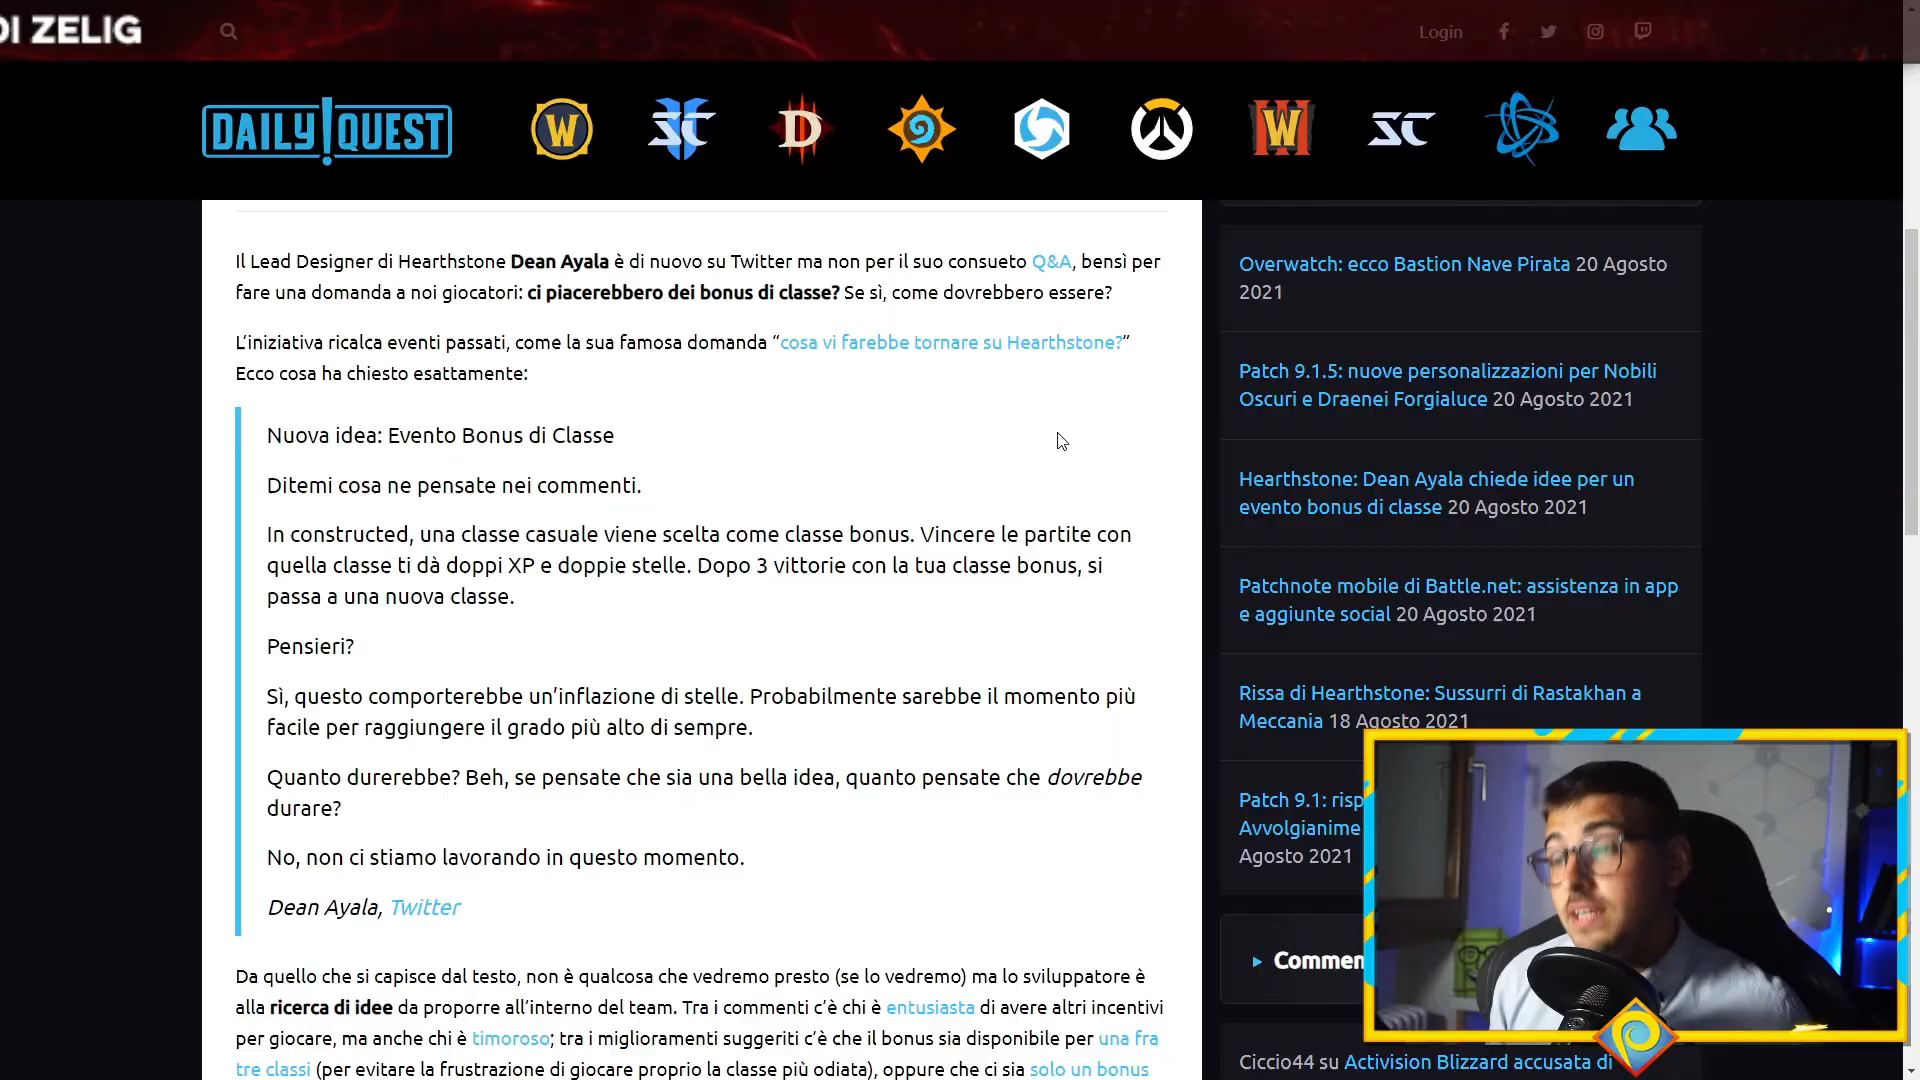 DI ZELIG
Login
DAILY!QUEST
W
SC
D
W
SC
Il Lead Designer di Hearthstone Dean Ayala è di nuovo su Twitter ma non per il suo consueto Q&A, bensì per
fare una domanda a noi giocatori: ci piacerebbero dei bonus di classe? Se sì, come dovrebbero essere?
L’iniziativa ricalca eventi passati, come la sua famosa domanda “cosa vi farebbe tornare su Hearthstone?”
Ecco cosa ha chiesto esattamente:
Nuova idea: Evento Bonus di Classe
Ditemi cosa ne pensate nei commenti.
In constructed, una classe casuale viene scelta come classe bonus. Vincere le partite con
quella classe ti dà doppi XP e doppie stelle. Dopo 3 vittorie con la tua classe bonus, si
passa a una nuova classe.
Pensieri?
Sì, questo comporterebbe un’inflazione di stelle. Probabilmente sarebbe il momento più
facile per raggiungere il grado più alto di sempre.
Quanto durerebbe? Beh, se pensate che sia una bella idea, quanto pensate che dovrebbe
durare?
No, non ci stiamo lavorando in questo momento.
Dean Ayala, Twitter
Da quello che si capisce dal testo, non è qualcosa che vedremo presto (se lo vedremo) ma lo sviluppatore è
alla ricerca di idee da proporre all’interno del team. Tra i commenti c’è chi è entusiasta di avere altri incentivi
per giocare, ma anche chi è timoroso; tra i miglioramenti suggeriti c’è che il bonus sia disponibile per una fra
tre classi (per evitare la frustrazione di giocare proprio la classe più odiata), oppure che ci sia solo un bonus
Overwatch: ecco Bastion Nave Pirata 20 Agosto
2021
Patch 9.1.5: nuove personalizzazioni per Nobili
Oscuri e Draenei Forgialuce 20 Agosto 2021
Hearthstone: Dean Ayala chiede idee per un
evento bonus di classe 20 Agosto 2021
Patchnote mobile di Battle.net: assistenza in app
e aggiunte social 20 Agosto 2021
Rissa di Hearthstone: Sussurri di Rastakhan a
Meccania 18 Agosto 2021
Patch 9.1: risp
Avvolgianime
Agosto 2021
Commen
Ciccio44 su Activision Blizzard accusata di